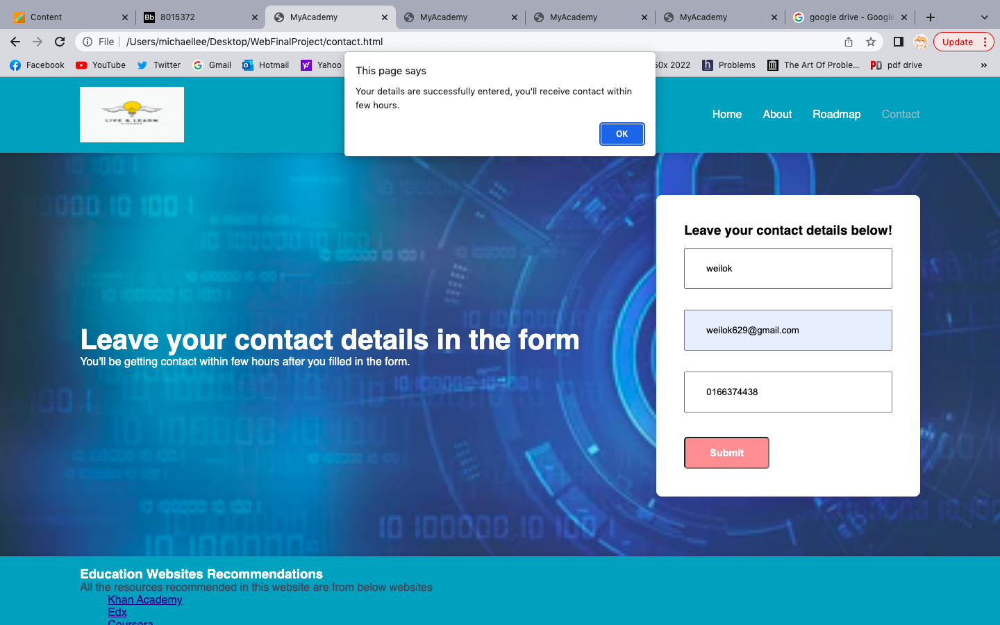 Content
Bb 8015372
MyAcademy
MyAcademy
MyAcademy
MyAcademy
google drive - Google
File /Users/michaellee/Desktop/WebFinalProject/contact.html
Update
Facebook
YouTube
Twitter
Gmail
Hotmail
Yahoo
50x 2022
Problems
The Art Of Proble...
pdf drive
This page says
Your details are successfully entered, you'll receive contact within
few hours.
OK
LIVE & LEARN
Home About Roadmap Contact
Leave your contact details in the form
You'll be getting contact within few hours after you filled in the form.
Leave your contact details below!
weilok
weilok629@gmail.com
0166374438
Submit
Education Websites Recommendations
All the resources recommended in this website are from below websites
Khan Academy
Edx
Coursera